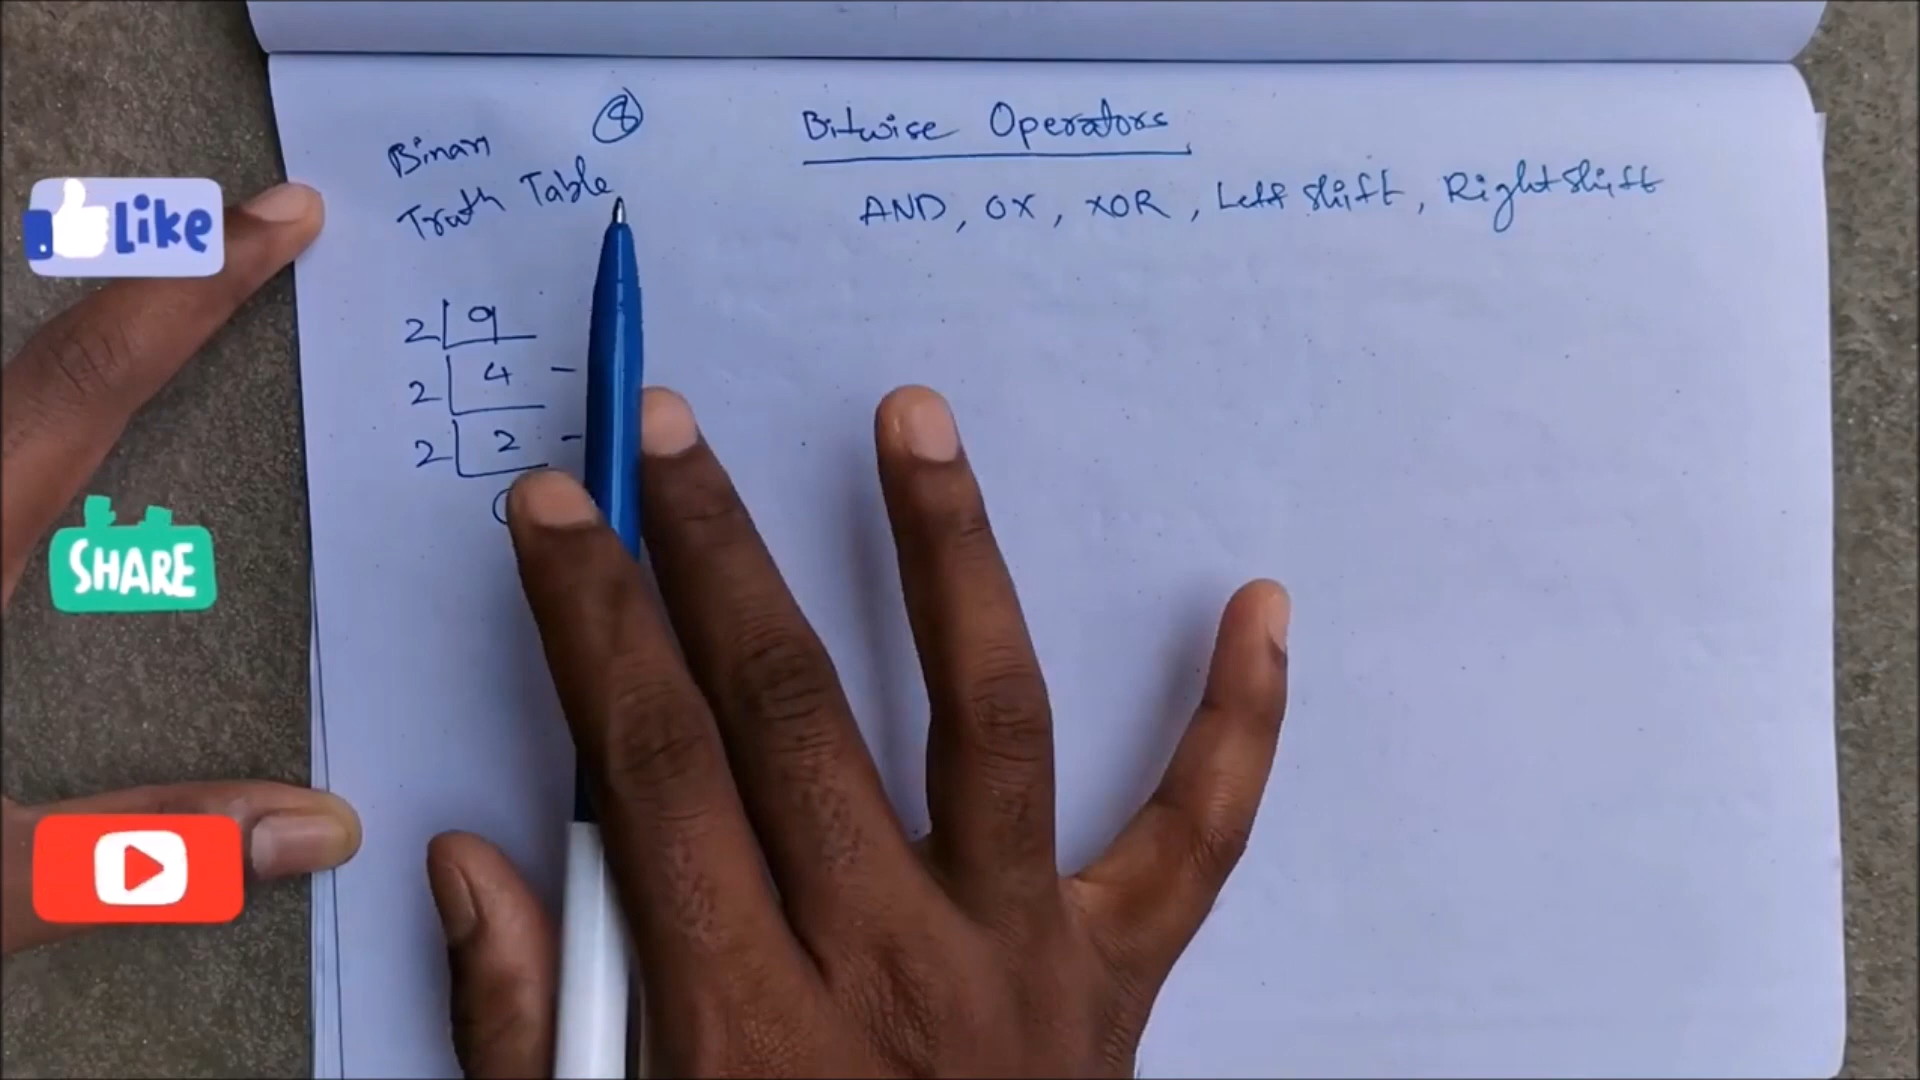 Bitwise Operators
AND, OR, XOR, Left Shift, Right Shift
8
Binary
Truth Table
2 9
2 4 -
2 2 -
Like
SHARE